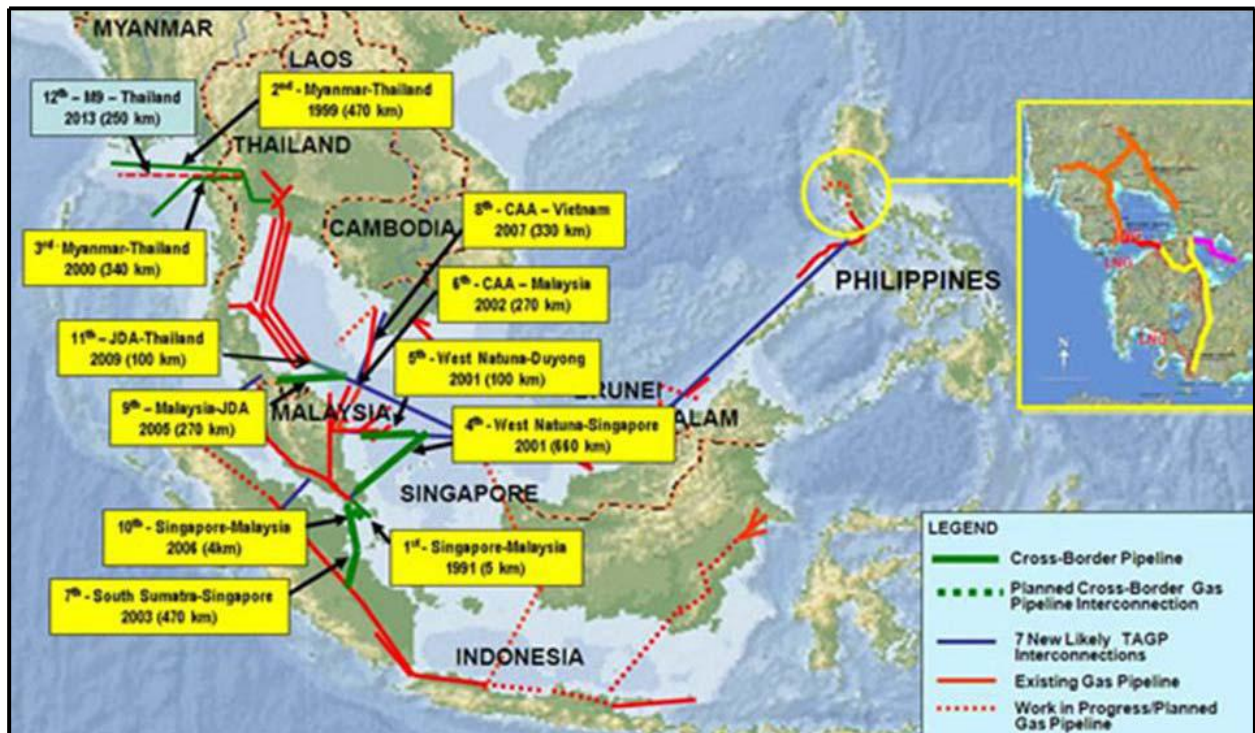 MYANMAR
LAOS
12th – M9 – Thailand
2013 (250 km)
2nd - Myanmar-Thailand
1999 (470 km)
THAILAND
8th - CAA – Vietnam
2007 (330 km)
CAMBODIA
3rd Myanmar-Thailand
2000 (340 km)
6th - CAA – Malaysia
2002 (270 km)
PHILIPPINES
LNG
LNG
N
11th – JDA-Thailand
2009 (100 km)
5th - West Natuna-Duyong
2001 (100 km)
BRUNEI
ALAM
9th – Malaysia-JDA
2005 (270 km)
MALAYSIA
4th - West Natuna-Singapore
2001 (660 km)
SINGAPORE
10th - Singapore-Malaysia
2006 (4km)
1st - Singapore-Malaysia
1991 (5 km)
7th - South Sumatra-Singapore
2003 (470 km)
INDONESIA
LEGEND
Cross-Border Pipeline
Planned Cross-Border Gas
Pipeline Interconnection
7 New Likely TAGP
Interconnections
Existing Gas Pipeline
Work in Progress/Planned
Gas Pipeline